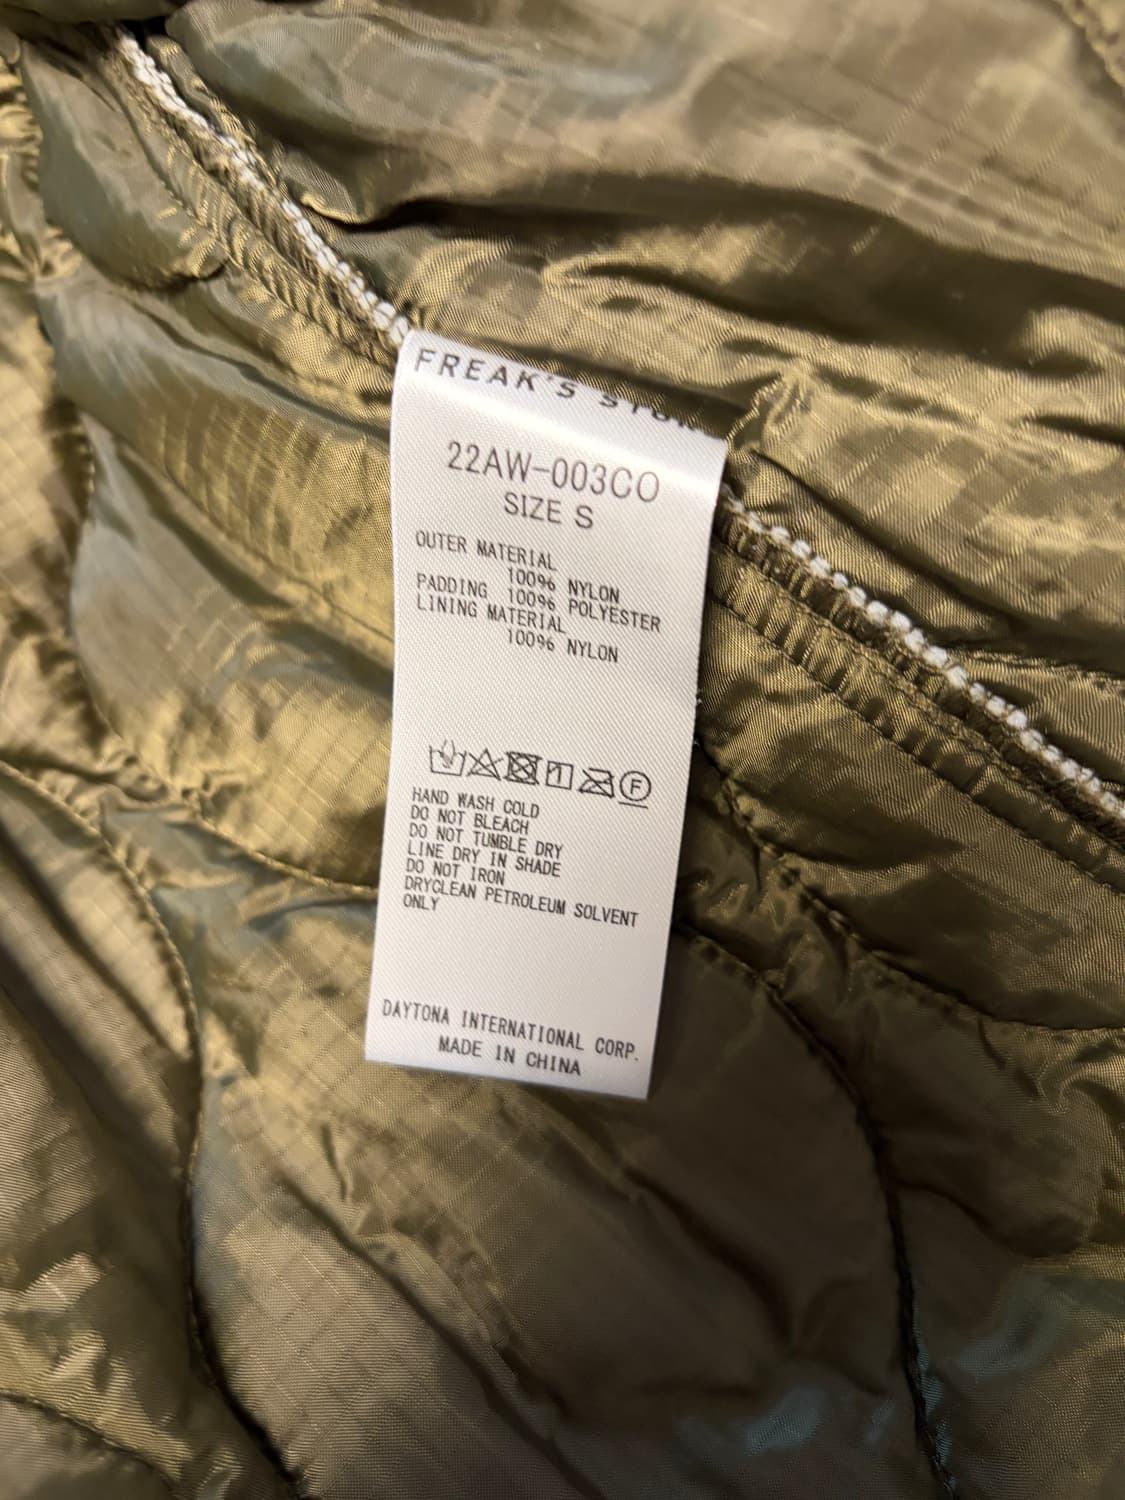 FREAK'S STORE
22AW-003CO
SIZE S
OUTER MATERIAL
100% NYLON
PADDING 100% POLYESTER
LINING MATERIAL
100% NYLON
F
HAND WASH COLD
DO NOT BLEACH
DO NOT TUMBLE DRY
LINE DRY IN SHADE
DO NOT IRON
DRYCLEAN PETROLEUM SOLVENT
ONLY
DAYTONA INTERNATIONAL CORP.
MADE IN CHINA